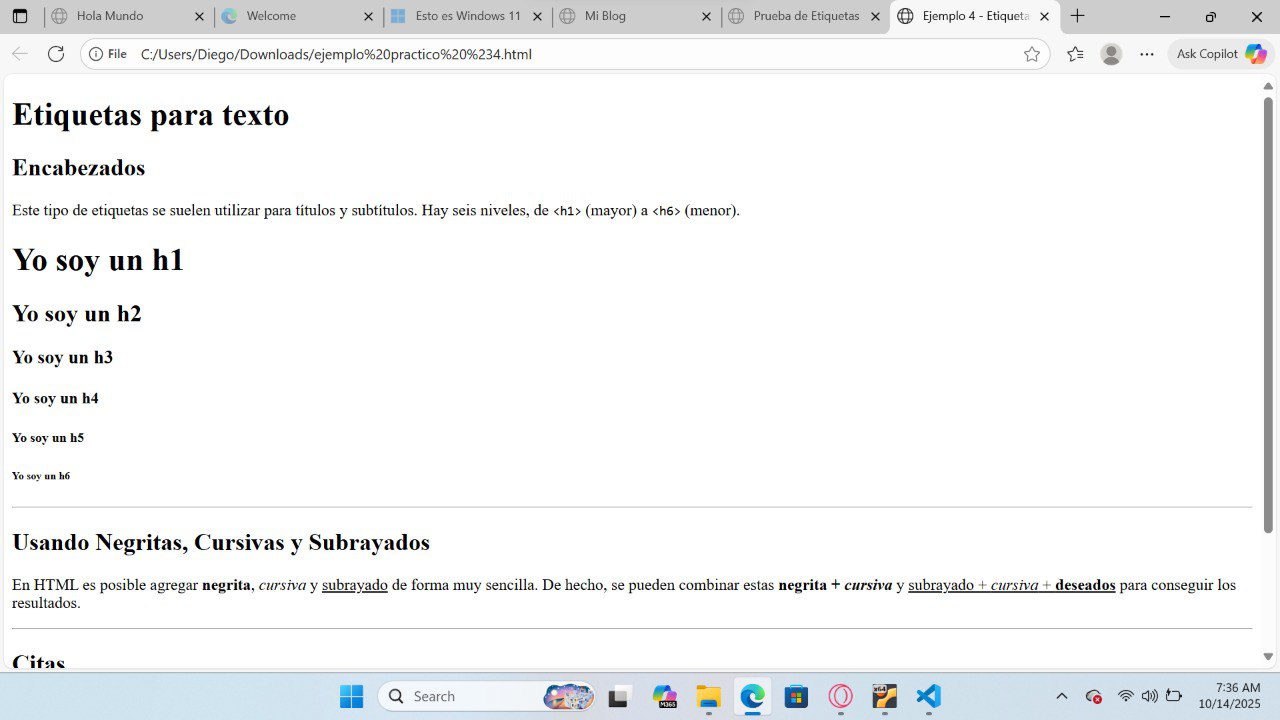 Hola Mundo
Welcome
Esto es Windows 11
Mi Blog
Prueba de Etiquetas
Ejemplo 4 - Etiqueta
File C:/Users/Diego/Downloads/ejemplo%20practico%20%234.html
Ask Copilot
Etiquetas para texto
Encabezados
Este tipo de etiquetas se suelen utilizar para títulos y subtítulos. Hay seis niveles, de <h1> (mayor) a <h6> (menor).
Yo soy un h1
Yo soy un h2
Yo soy un h3
Yo soy un h4
Yo soy un h5
Yo soy un h6
Usando Negritas, Cursivas y Subrayados
En HTML es posible agregar negrita, cursiva y subrayado de forma muy sencilla. De hecho, se pueden combinar estas negrita + cursiva y subrayado + cursiva + deseados para conseguir los
resultados.
Citas
Search
M365
x64
7:36 AM
10/14/2025